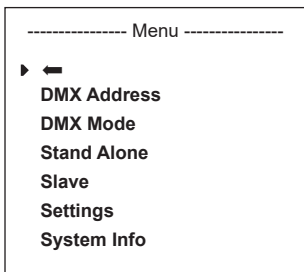 ---------------- Menu ----------------
▶ ⬅
DMX Address
DMX Mode
Stand Alone
Slave
Settings
System Info